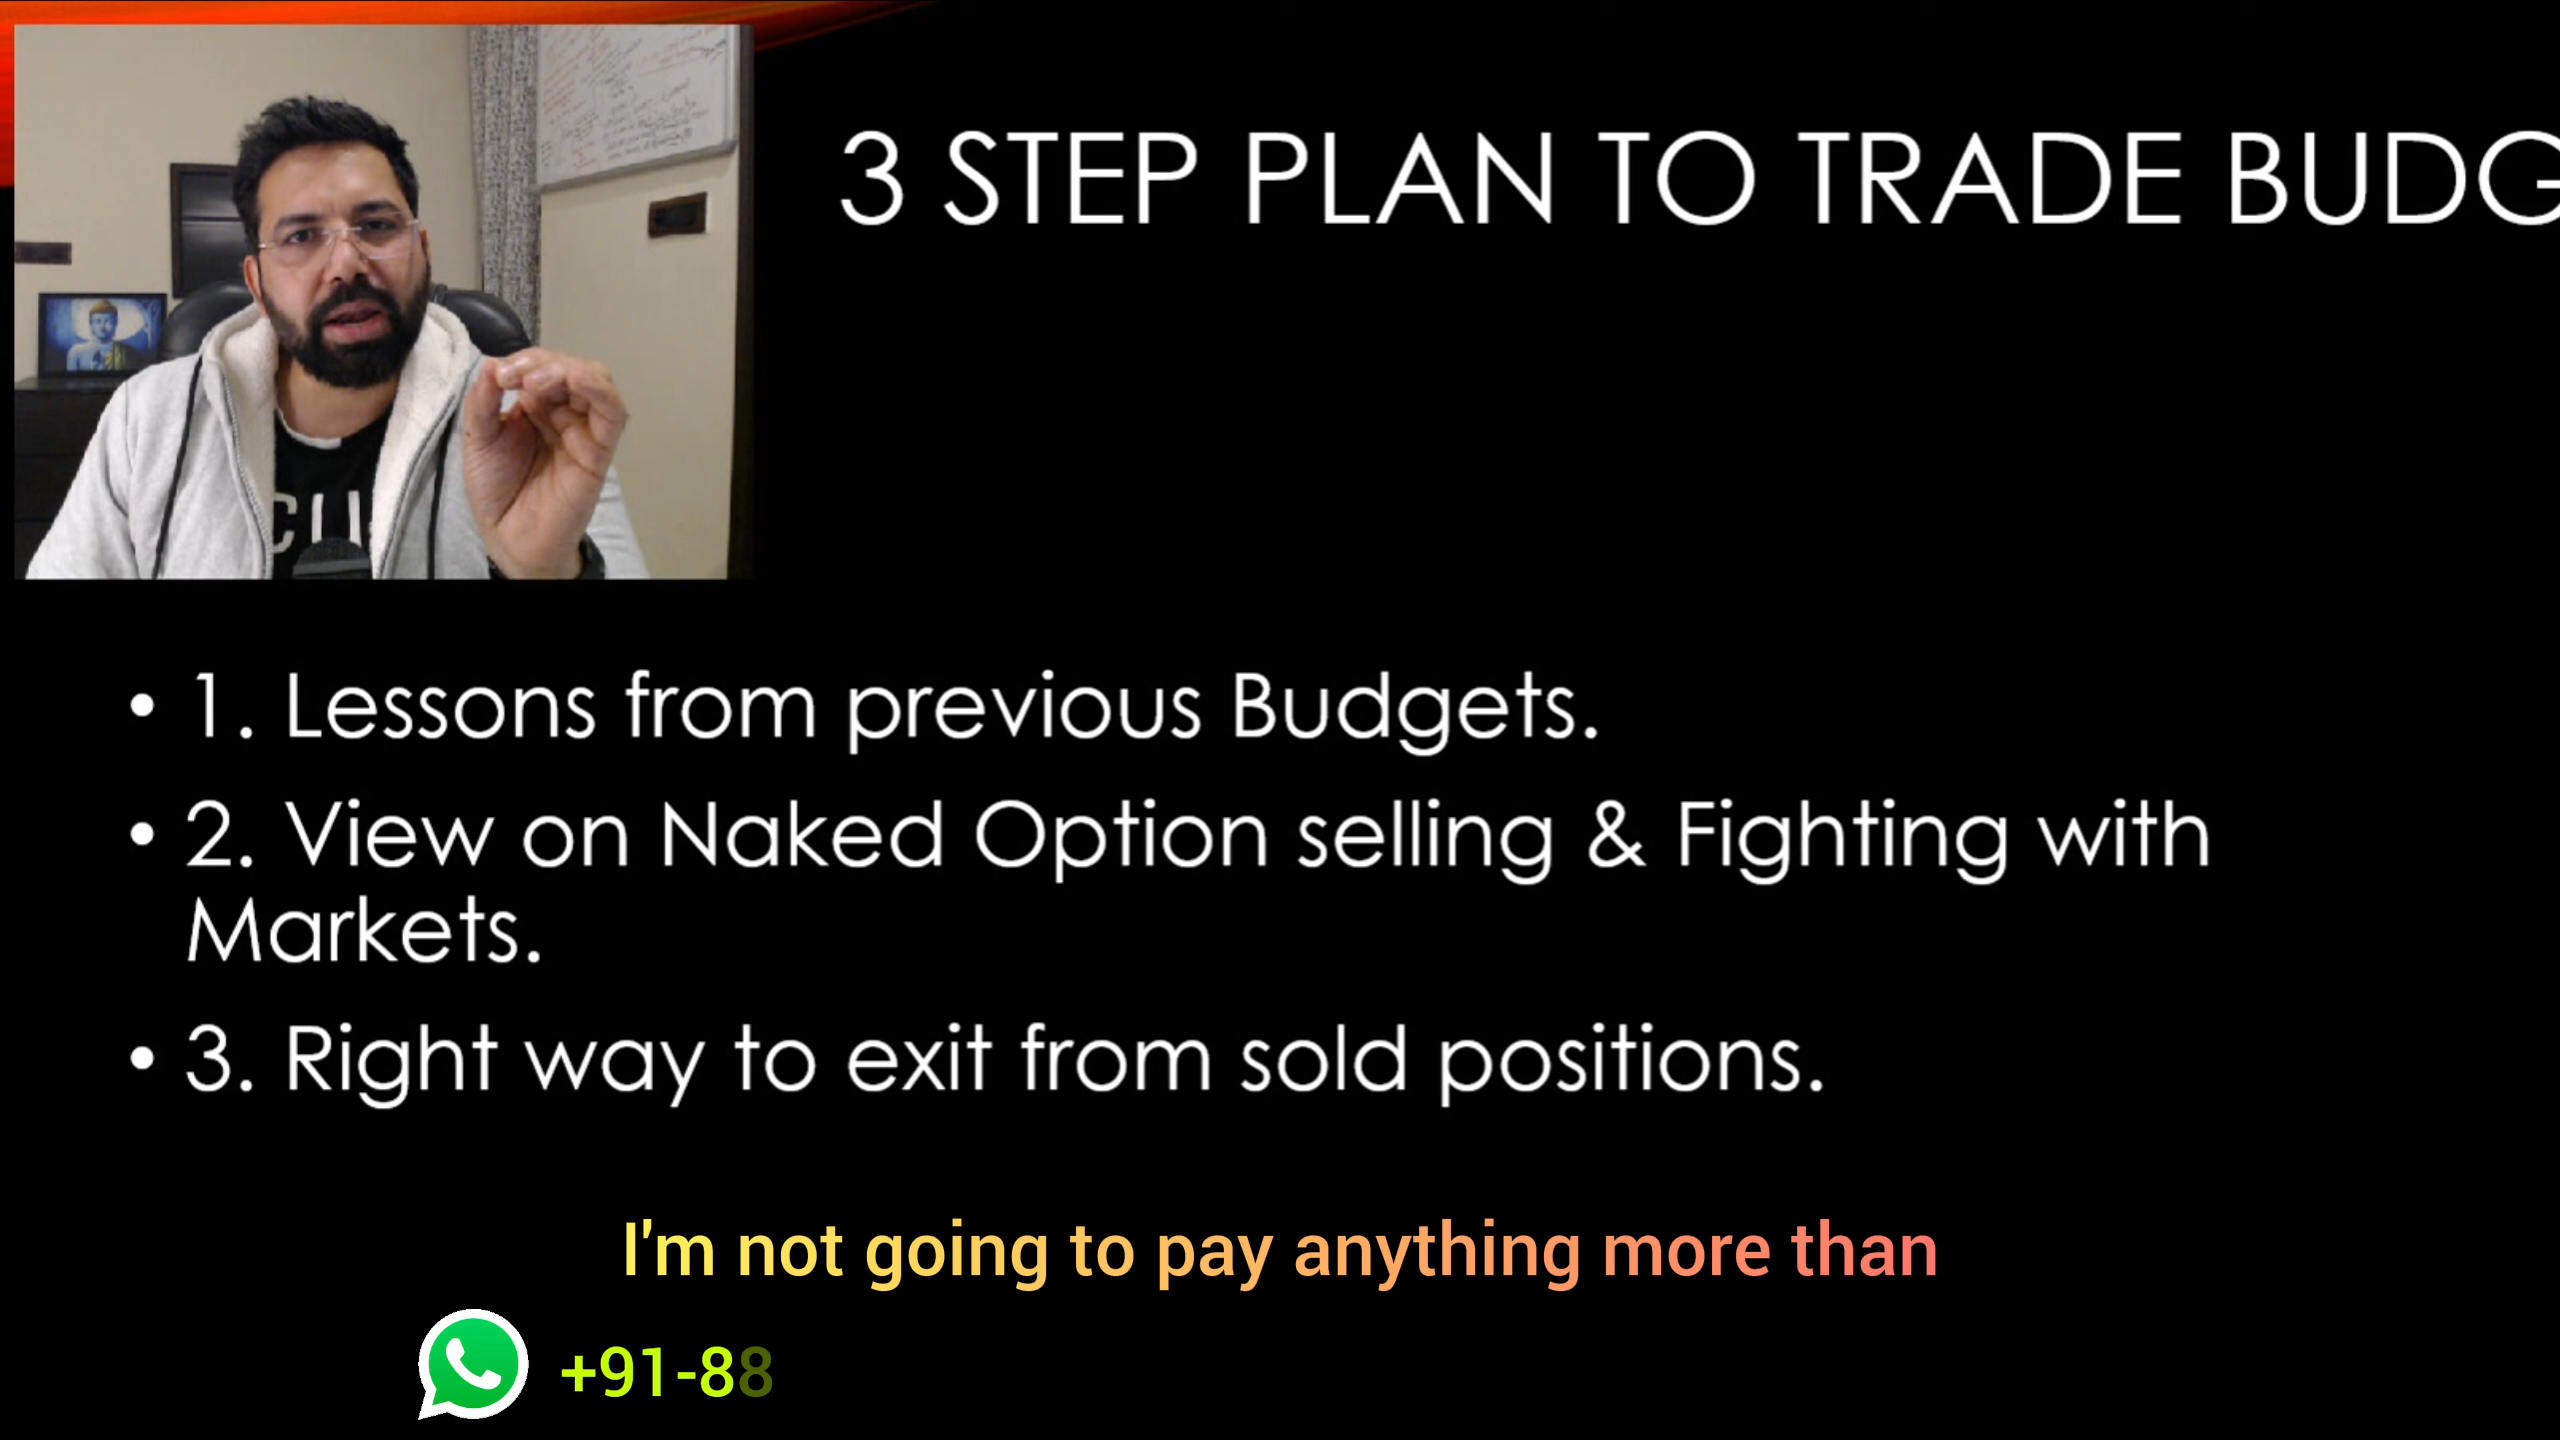 3 STEP PLAN TO TRADE BUDG
• 1. Lessons from previous Budgets.
• 2. View on Naked Option selling & Fighting with
Markets.
• 3. Right way to exit from sold positions.
I'm not going to pay anything more than
+91-88